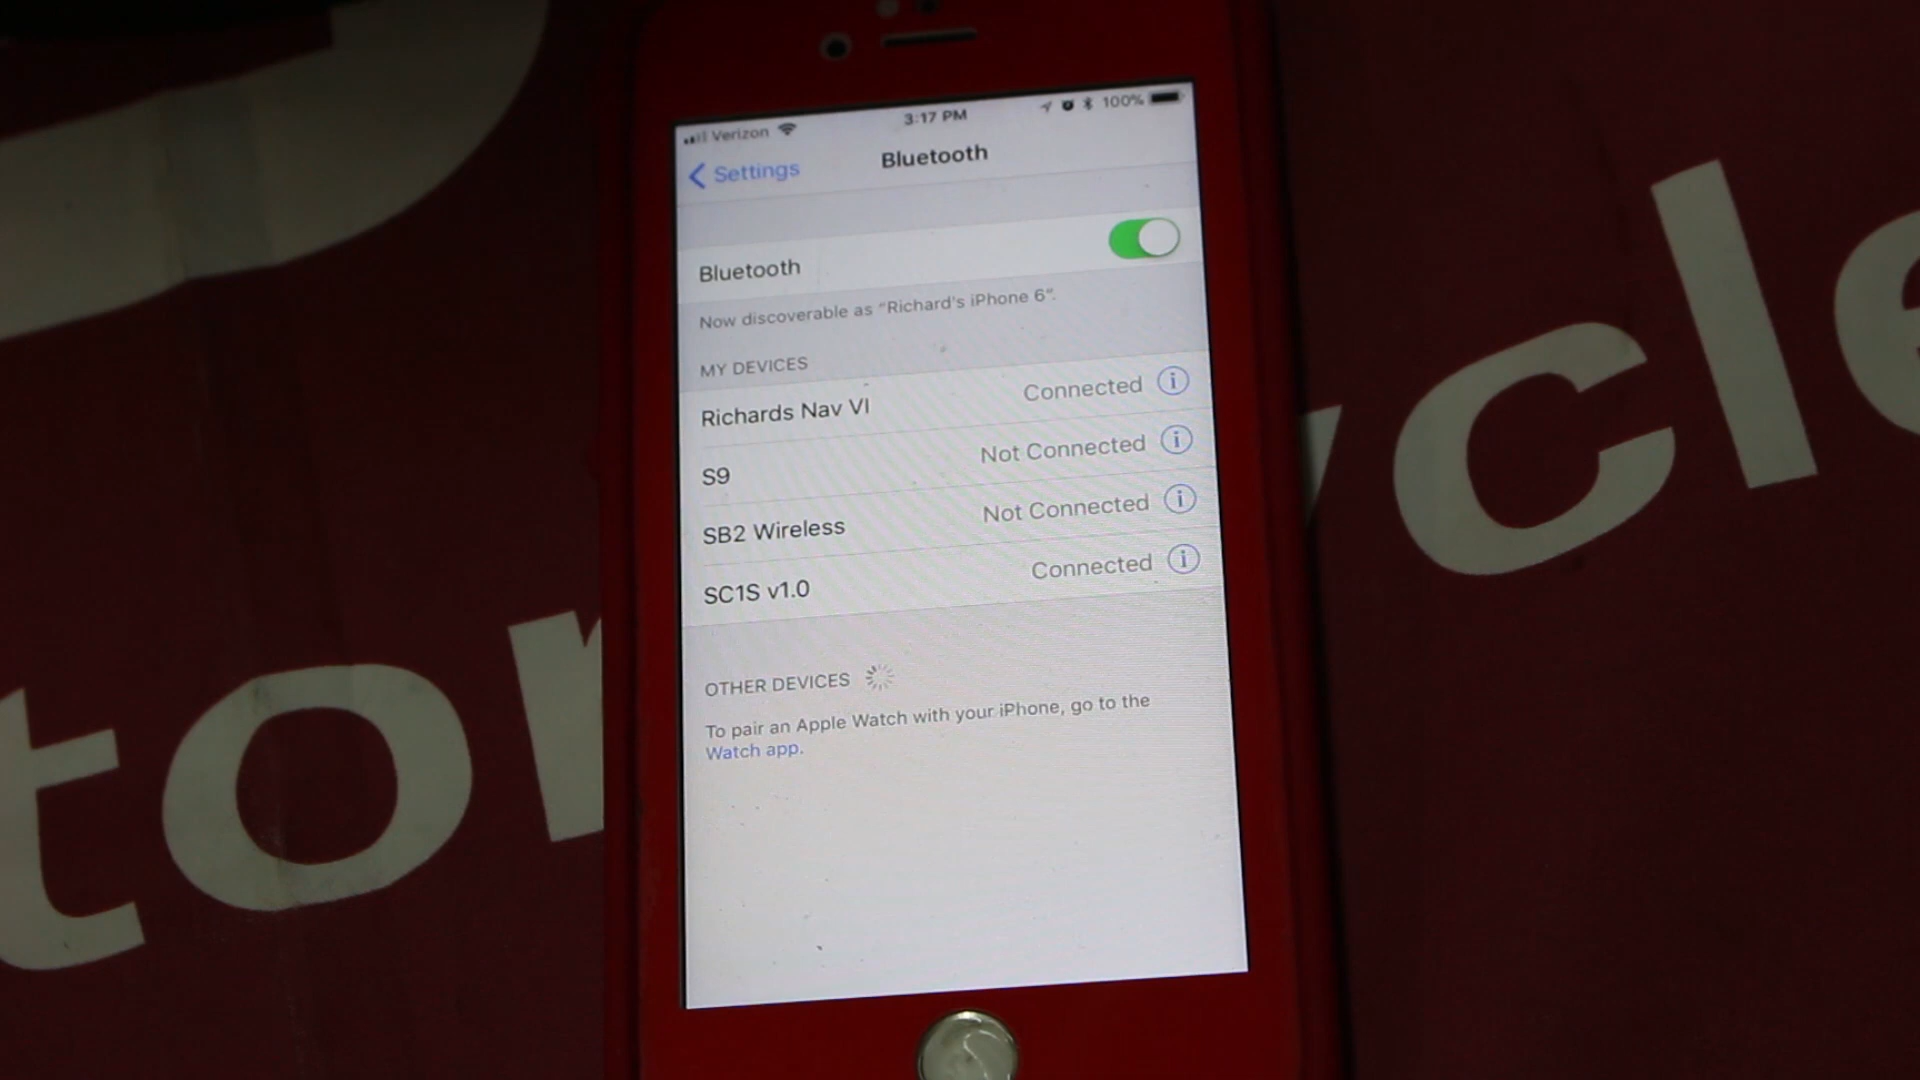 Verizon 3:17 PM 100%
Settings Bluetooth
Bluetooth
Now discoverable as “Richard's iPhone 6”.
MY DEVICES
Richards Nav VI Connected
S9 Not Connected
SB2 Wireless Not Connected
SC1S v1.0 Connected
OTHER DEVICES
To pair an Apple Watch with your iPhone, go to the
Watch app.
tor
ycle